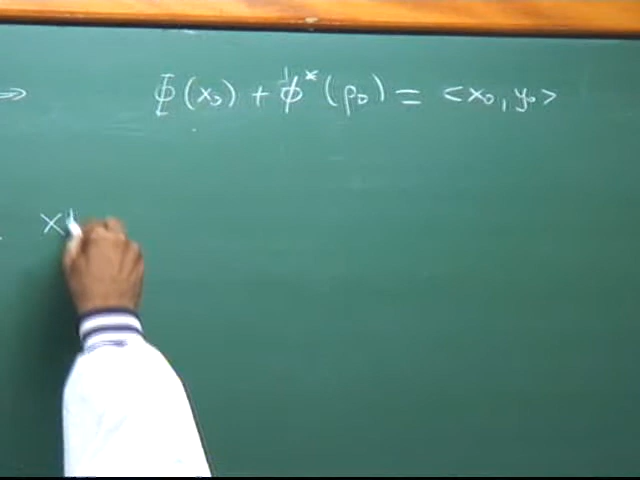 → Φ(x₀) + Φ*(p₀) = <x₀, y₀>
x